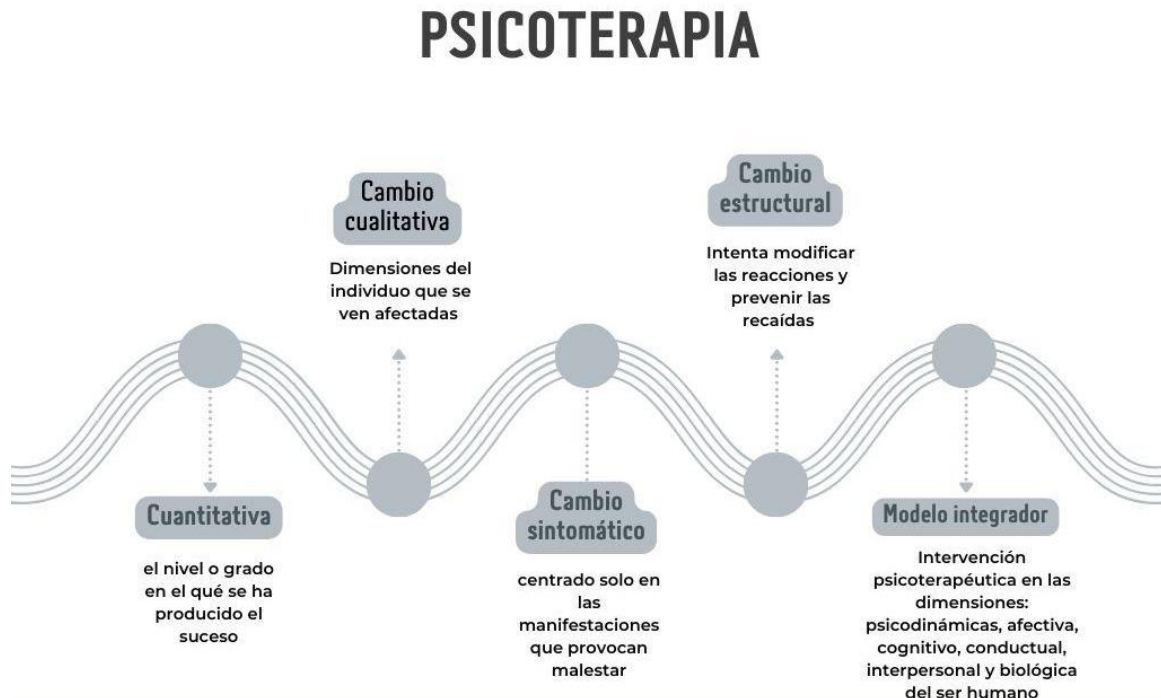 PSICOTERAPIA
Cuantitativa
el nivel o grado
en el qué se ha
producido el
suceso
Cambio
cualitativa
Dimensiones del
individuo que se
ven afectadas
Cambio
sintomático
centrado solo en
las
manifestaciones
que provocan
malestar
Cambio
estructural
Intenta modificar
las reacciones y
prevenir las
recaídas
Modelo integrador
Intervención
psicoterapéutica en las
dimensiones:
psicodinámicas, afectiva,
cognitivo, conductual,
interpersonal y biológica
del ser humano